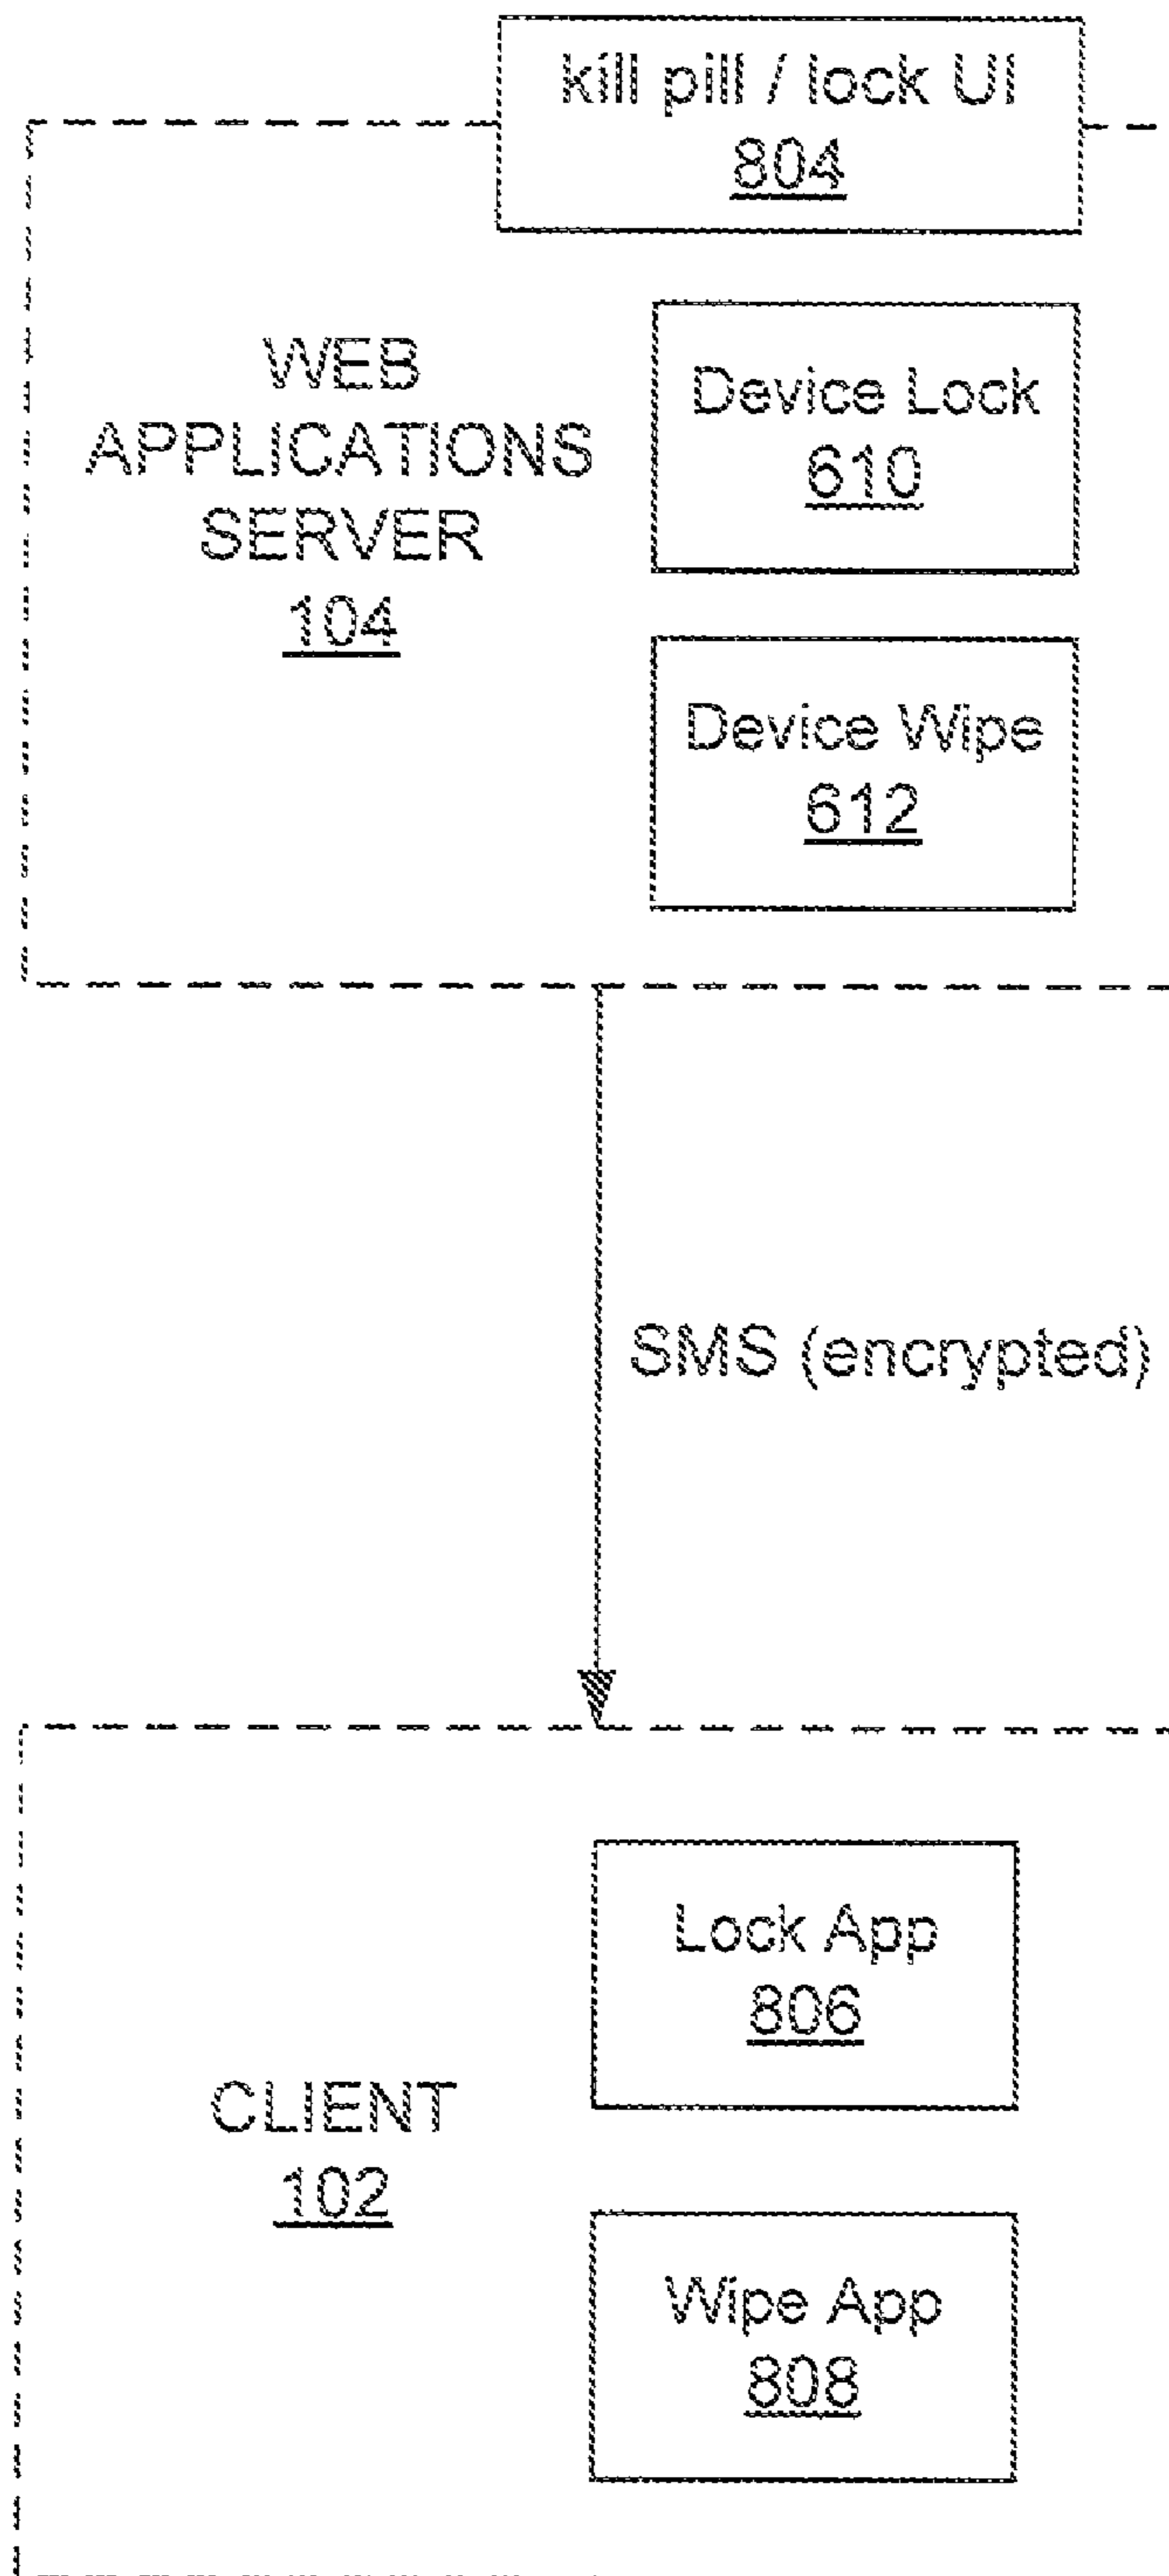 kill pill / lock UI
804
WEB
APPLICATIONS
SERVER
104
Device Lock
610
Device Wipe
612
SMS (encrypted)
Lock App
806
CLIENT
102
Wipe App
808